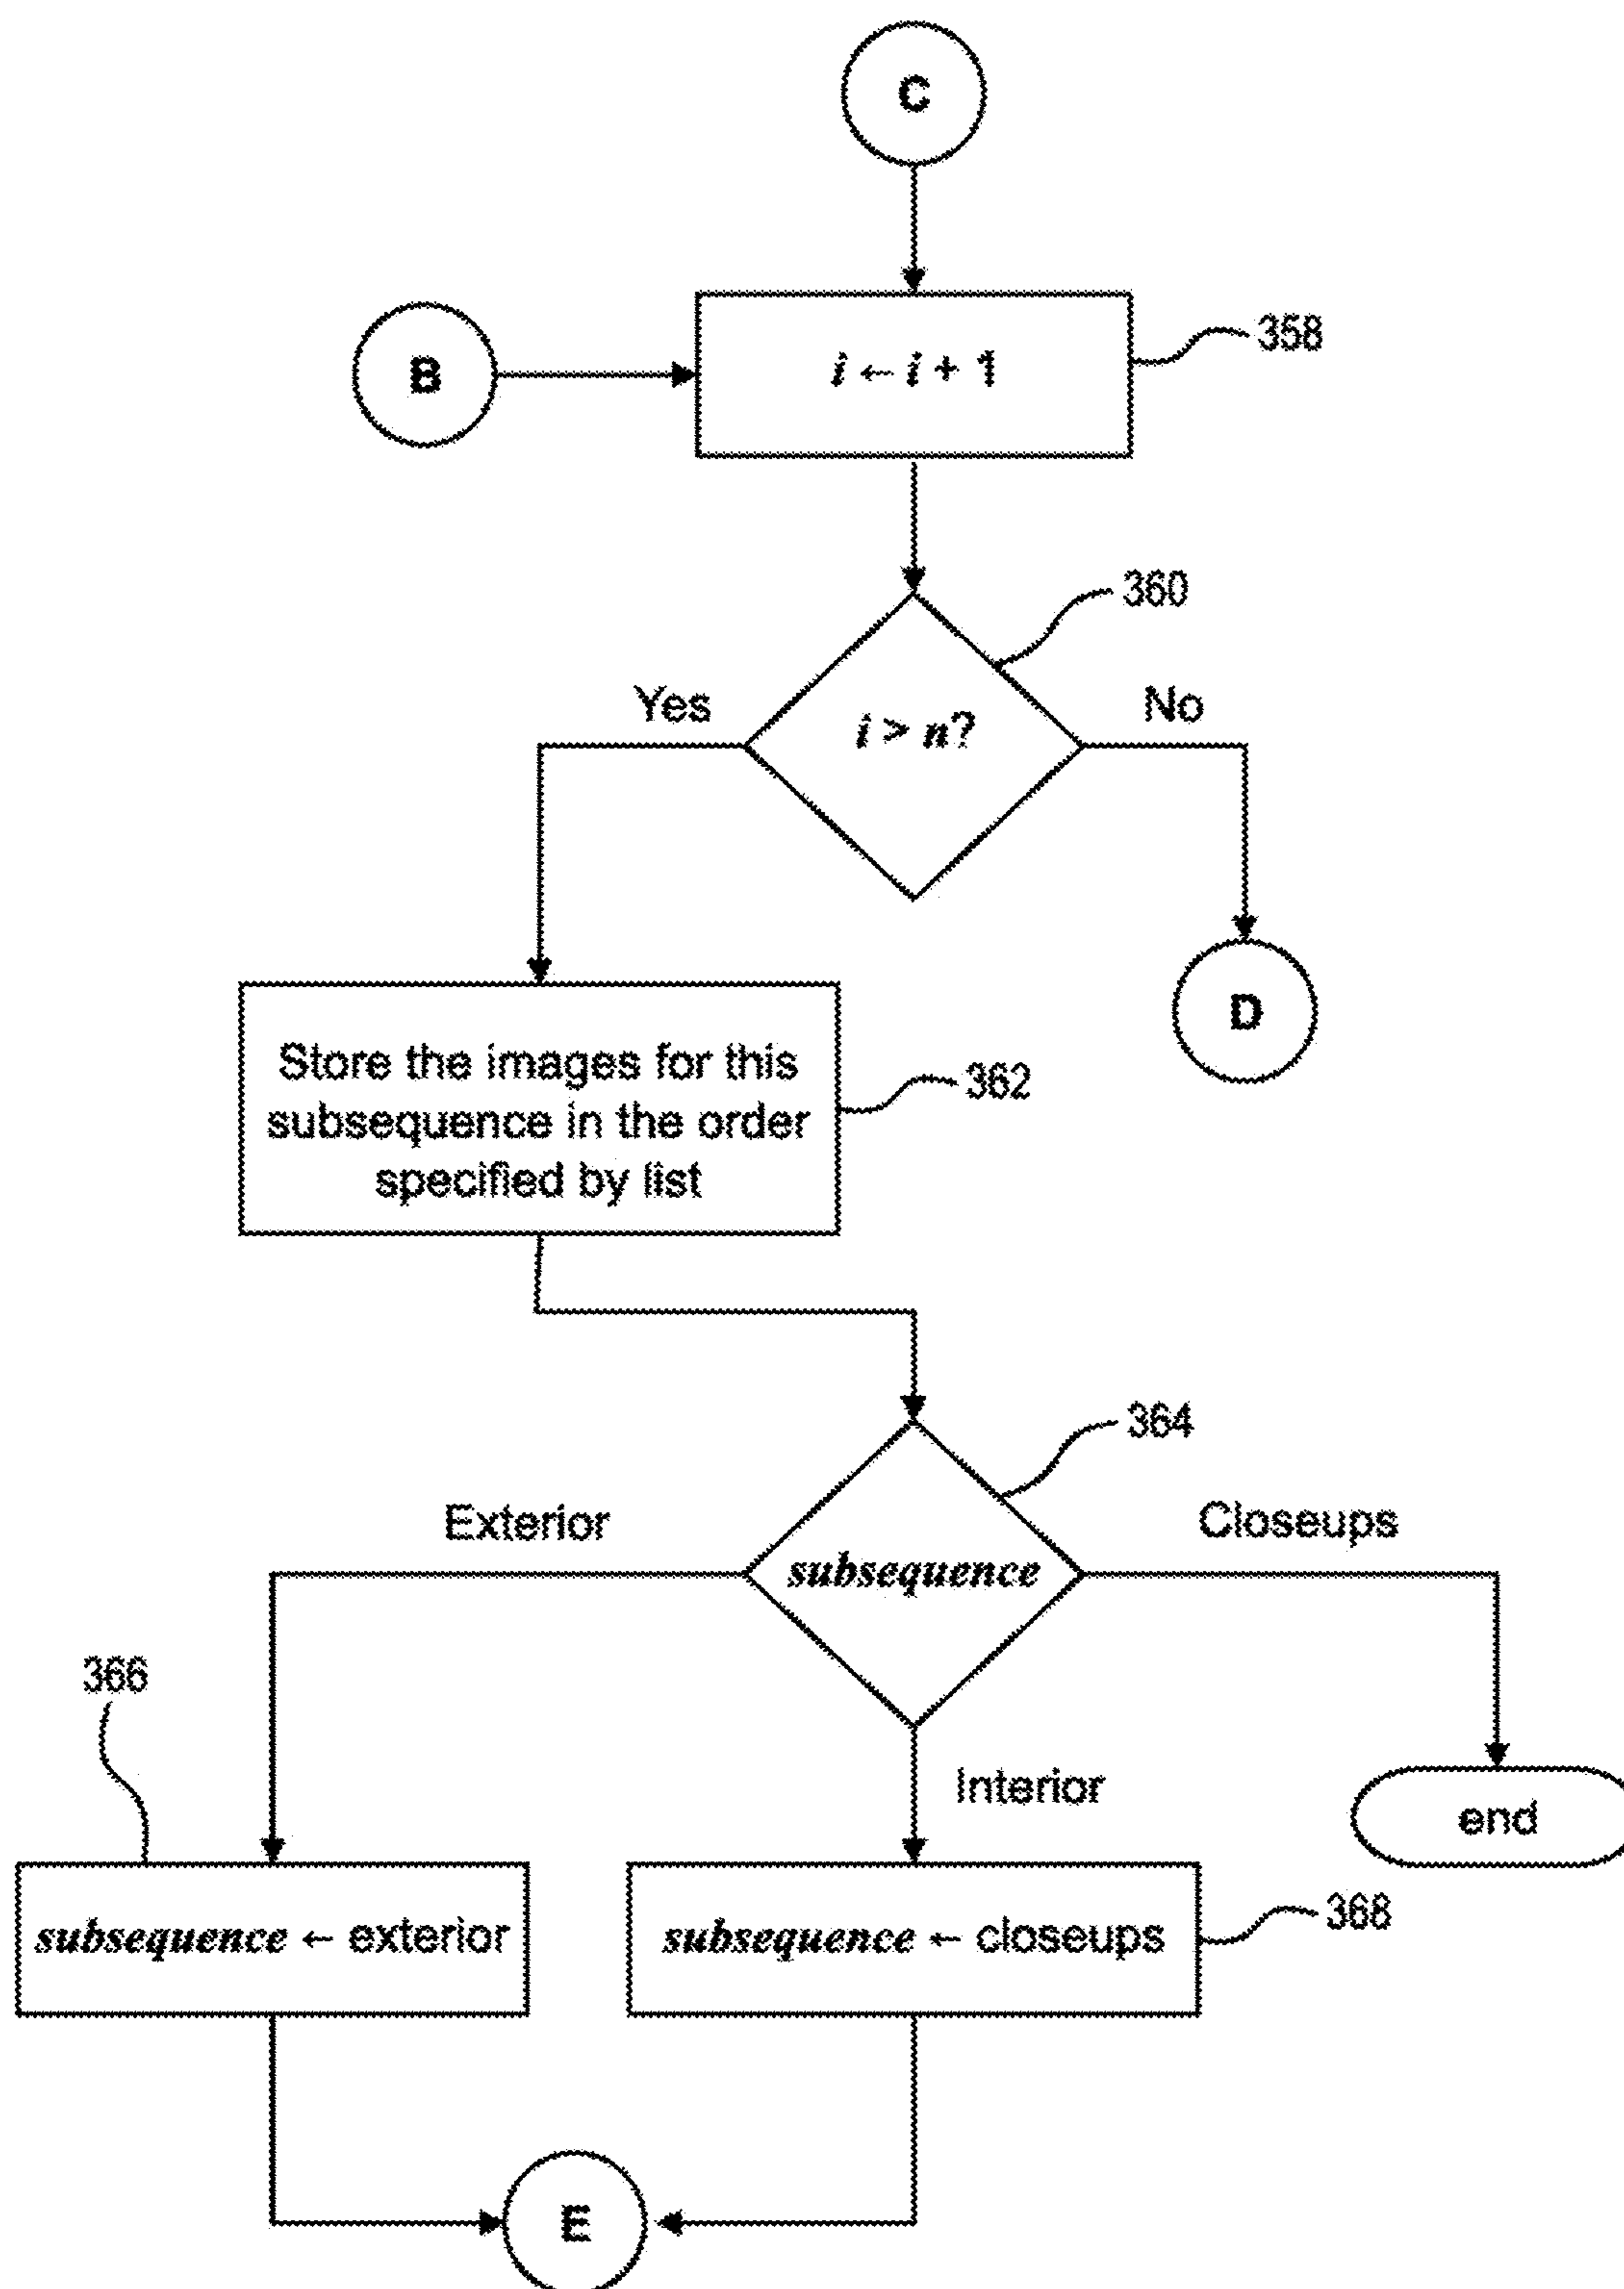 C
B
i ← i + 1
358
360
Yes
i > n?
No
D
Store the images for this
subsequence in the order
specified by list
362
364
Exterior
subsequence
Closeups
366
Interior
end
subsequence ← exterior
subsequence ← closeups
368
E